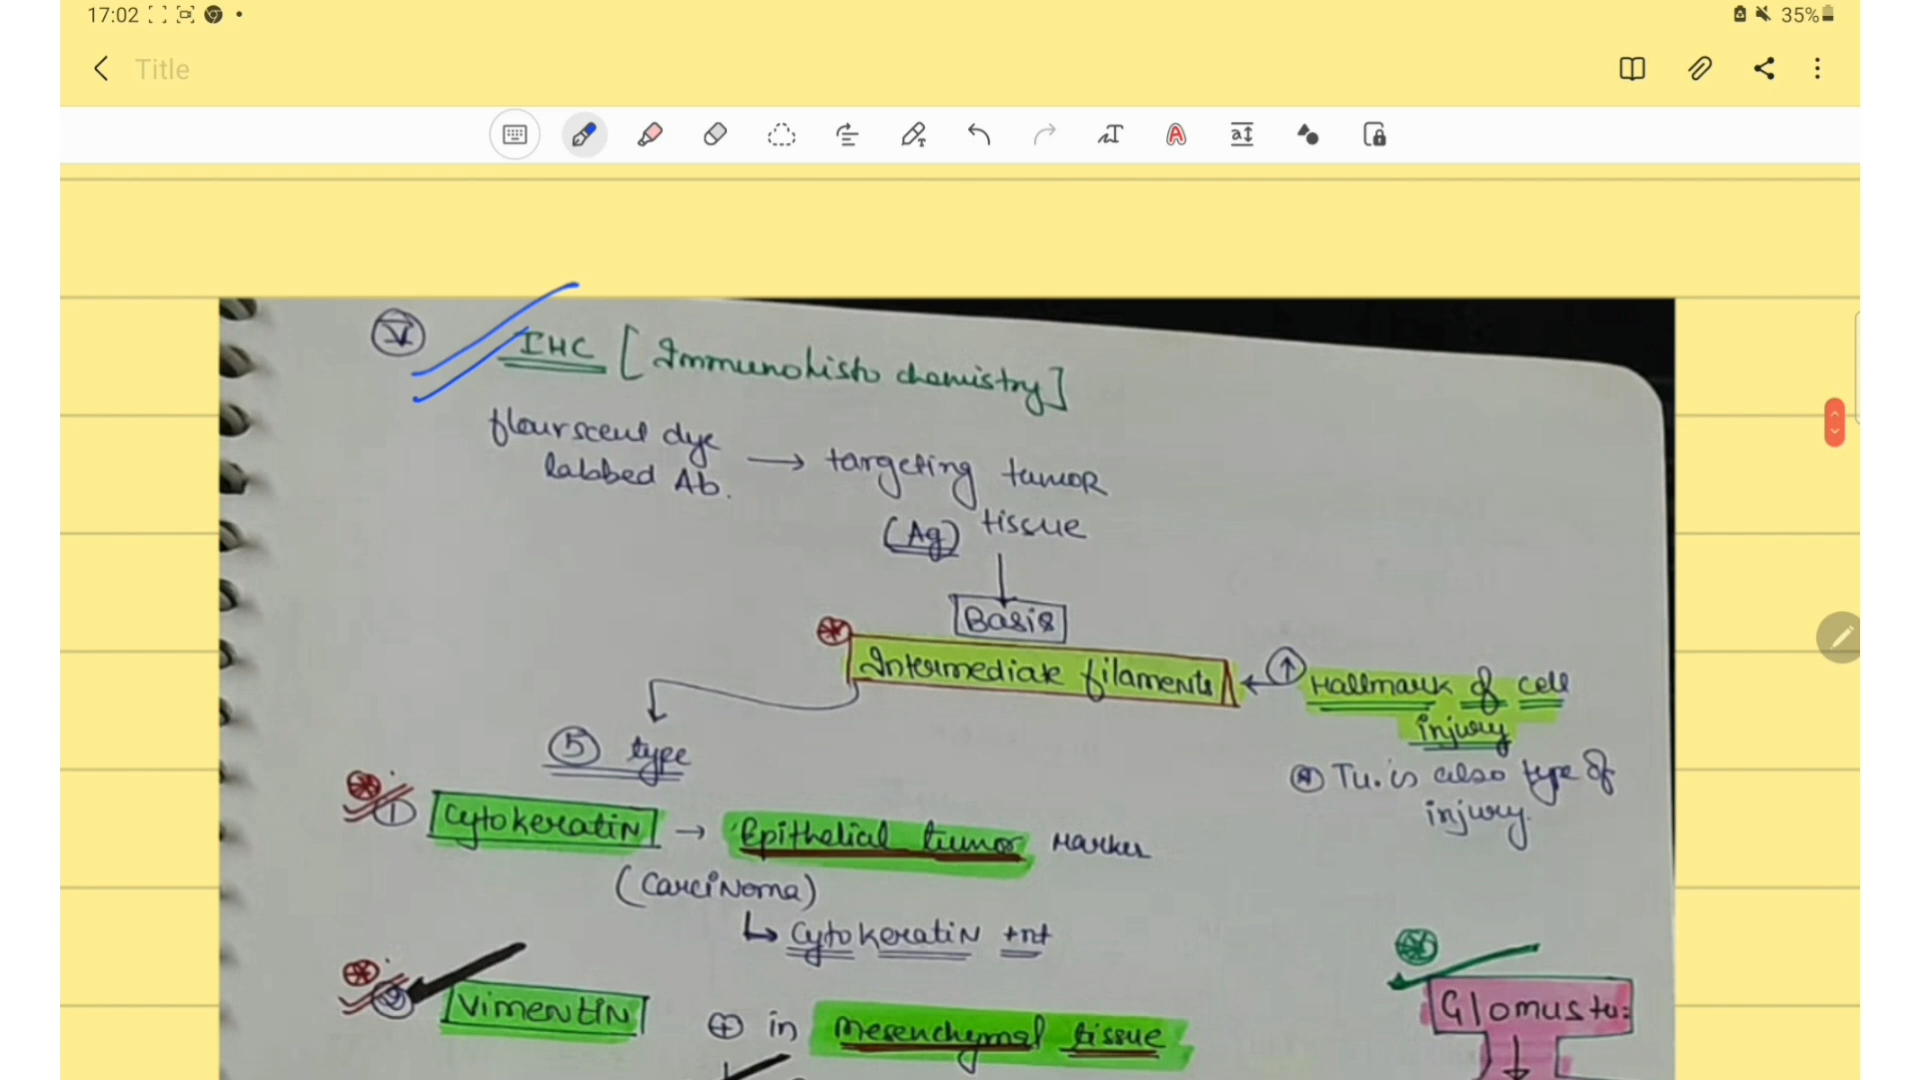 17:02
35%
Title
V
IHC [Immunohisto chemistry]
flourscent dye → targeting tumor
labbed Ab.
(Ag) tissue
Basis
Intermediate filaments ← ↑ Hallmark of cell
injury
5 type
Tu. is also type of
injury.
① Cytokeratin → Epithelial tumor Marker
(Carcinoma)
↳ Cytokeratin +nt
② Vimentin ⊕ in mesenchymal tissue
Glomus tu: